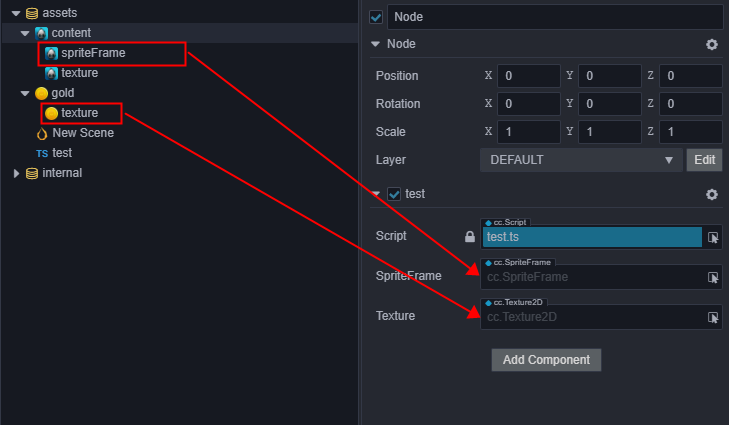 assets
content
spriteFrame
texture
gold
texture
New Scene
TS test
internal
Node
Node
Position X 0 Y 0 Z 0
Rotation X 0 Y 0 Z 0
Scale X 1 Y 1 Z 1
Layer DEFAULT Edit
test
cc.Script
Script test.ts
cc.SpriteFrame
SpriteFrame cc.SpriteFrame
cc.Texture2D
Texture cc.Texture2D
Add Component